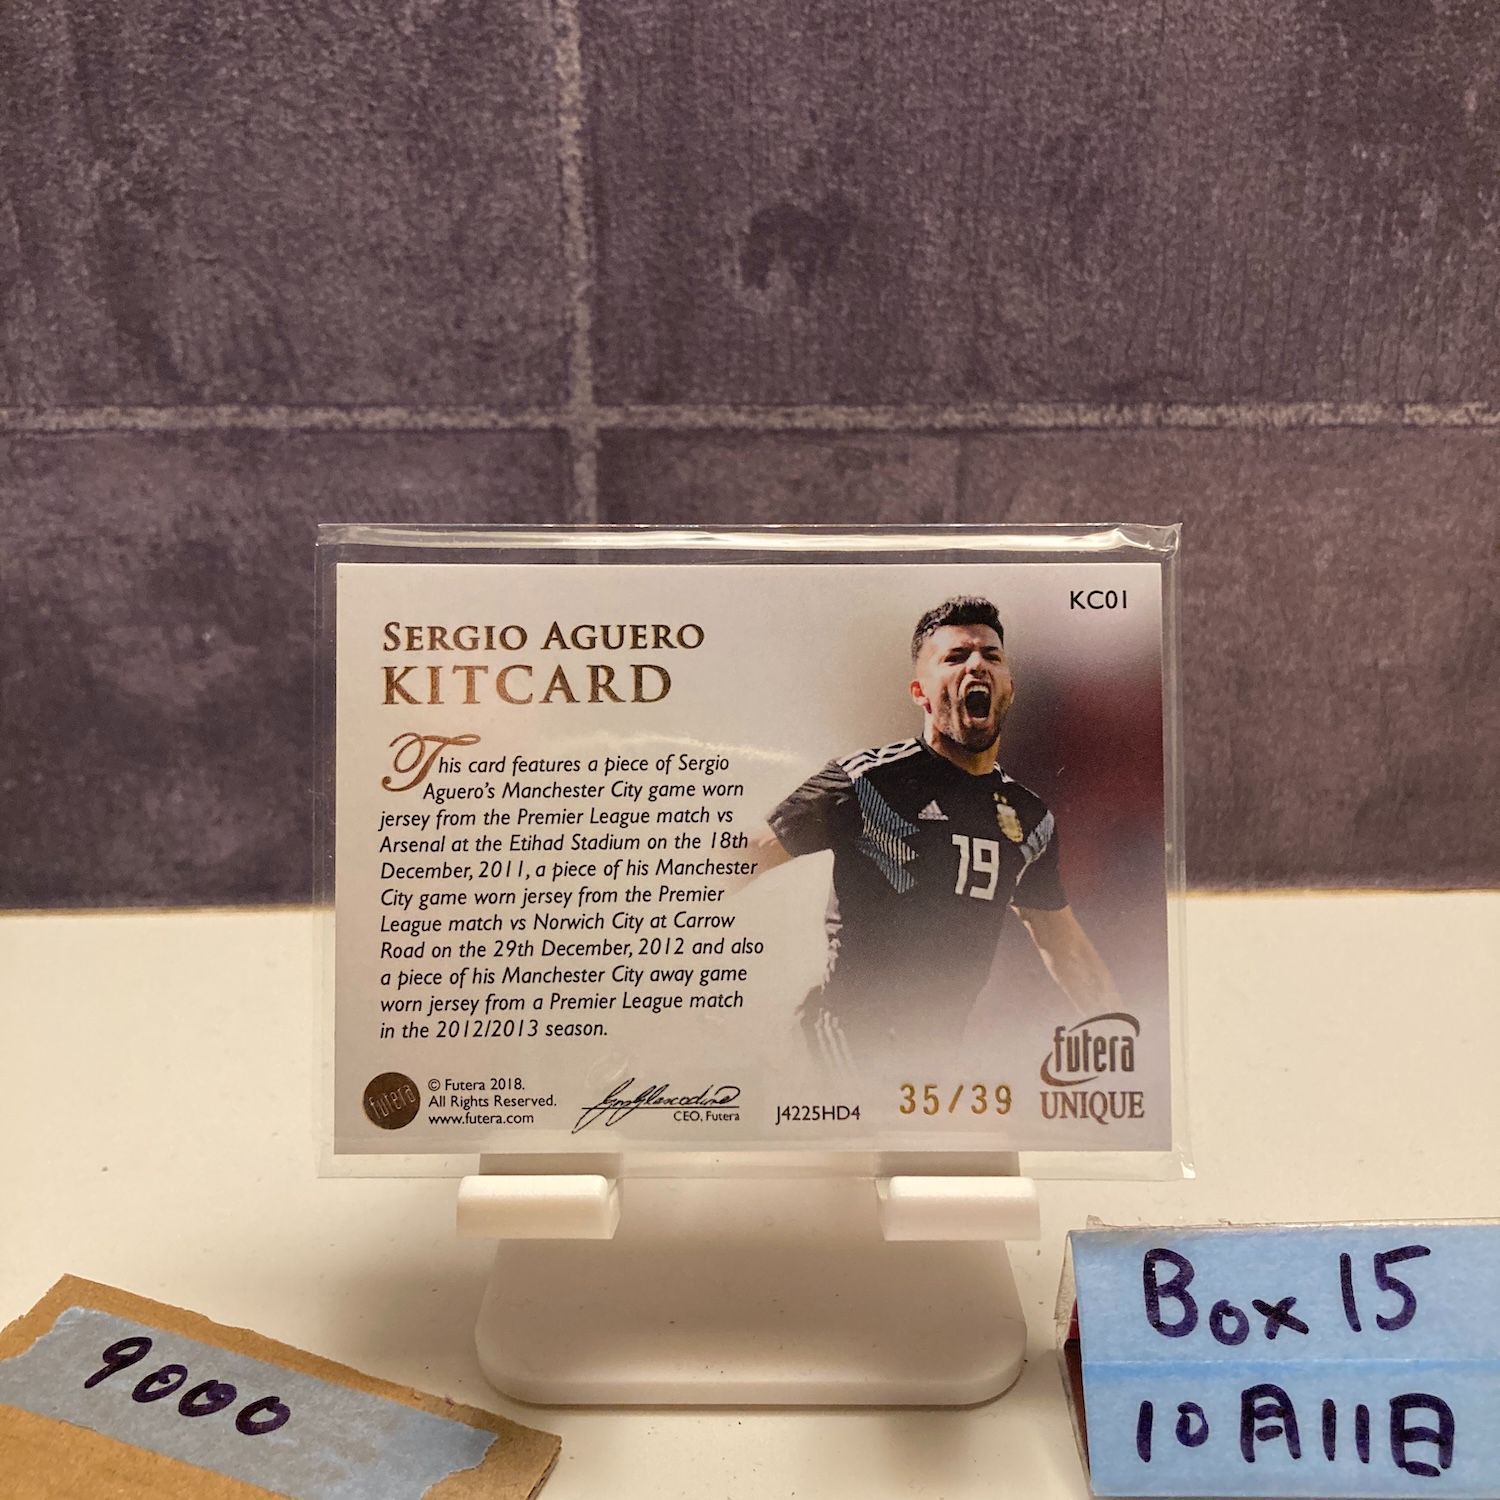 KC01
SERGIO AGUERO
KITCARD
This card features a piece of Sergio
Aguero's Manchester City game worn
jersey from the Premier League match vs
Arsenal at the Etihad Stadium on the 18th
December, 2011, a piece of his Manchester
City game worn jersey from the Premier
League match vs Norwich City at Carrow
Road on the 29th December, 2012 and also
a piece of his Manchester City away game
worn jersey from a Premier League match
in the 2012/2013 season.
19
futera
© Futera 2018.
All Rights Reserved.
www.futera.com
CEO, Futera
J4225HD4
35/39
futera
UNIQUE
9000
Box 15
10月11日